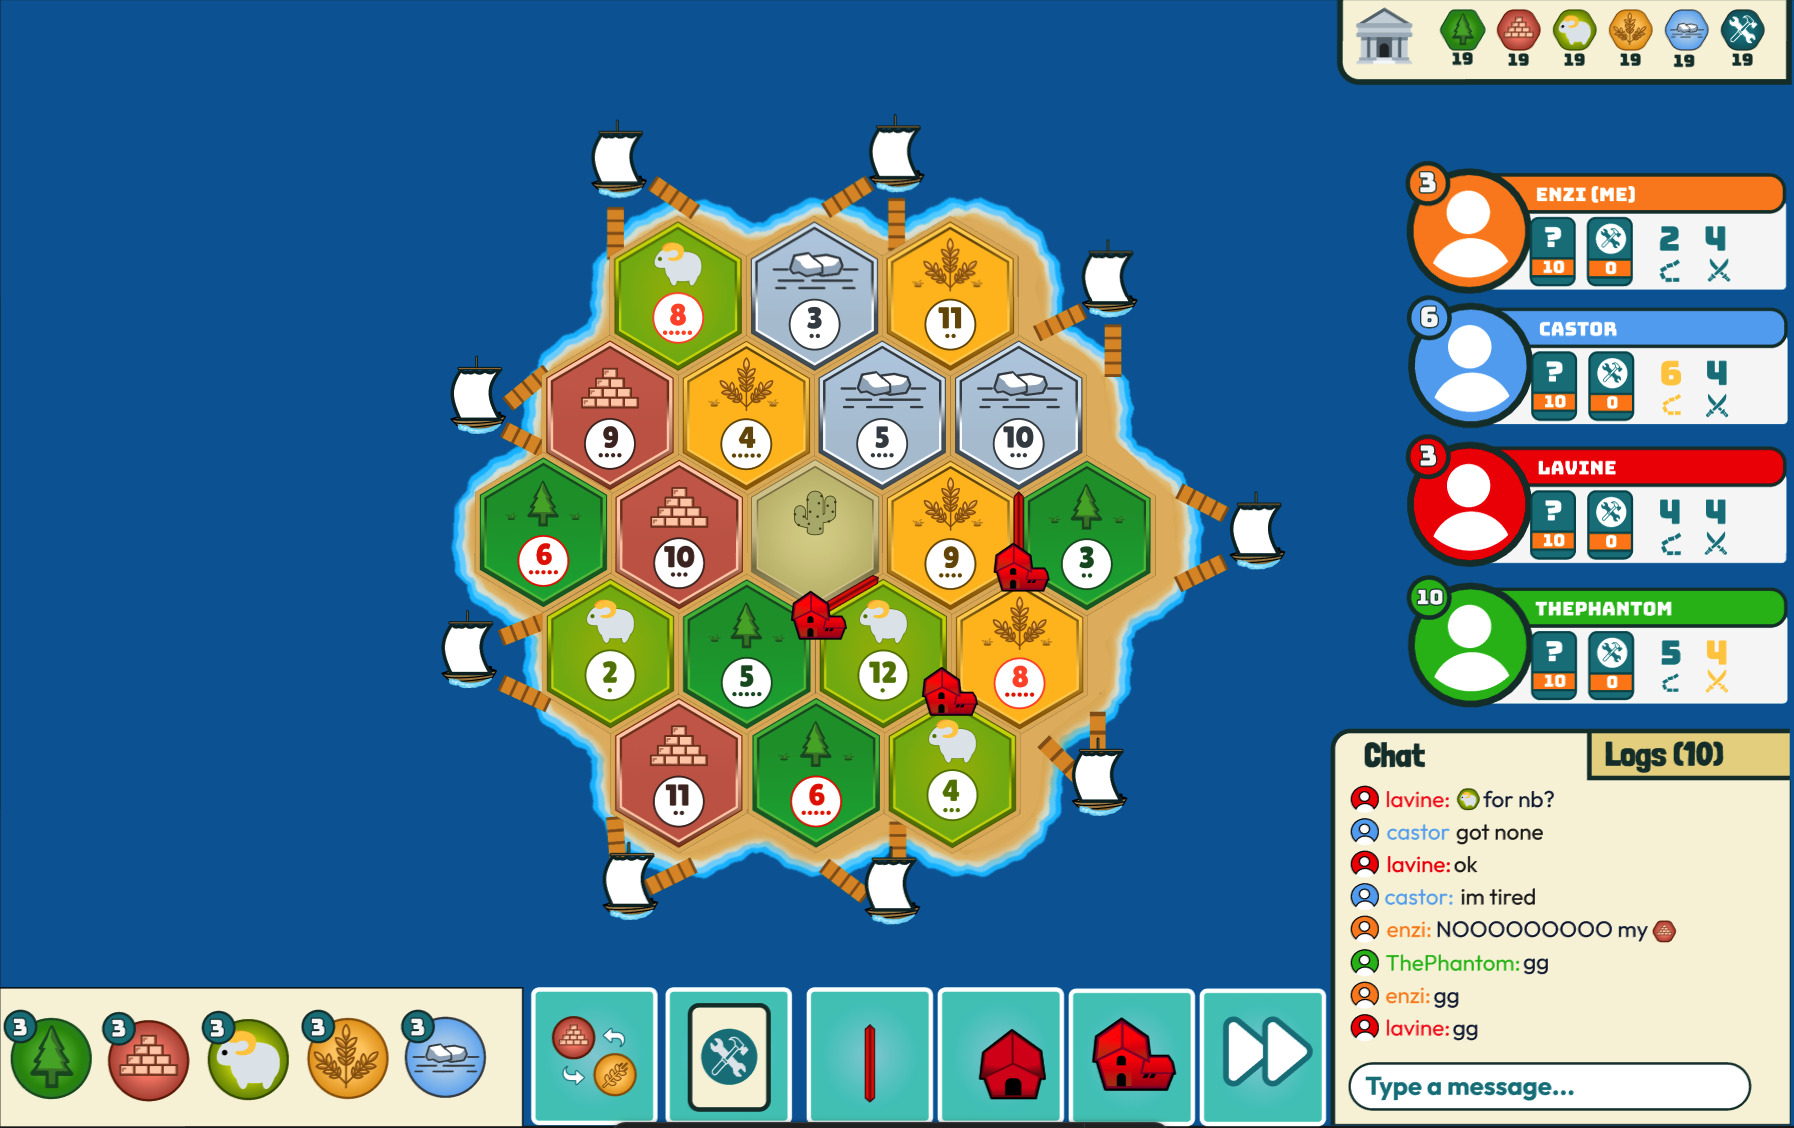 19 19 19 19 19 19
3 ENZI (ME)
? 2 4
10 0
6 CASTOR
? 6 4
10 0
3 LAVINE
? 4 4
10 0
10 THEPHANTOM
? 5 4
10 0
8 3 11
9 4 5 10
6 10 9 3
2 5 12 8
11 6 4
Chat Logs (10)
lavine: for nb?
castor got none
lavine: ok
castor: im tired
enzi: NOOOOOOOOO my
ThePhantom: gg
enzi: gg
lavine: gg
Type a message...
3 3 3 3 3